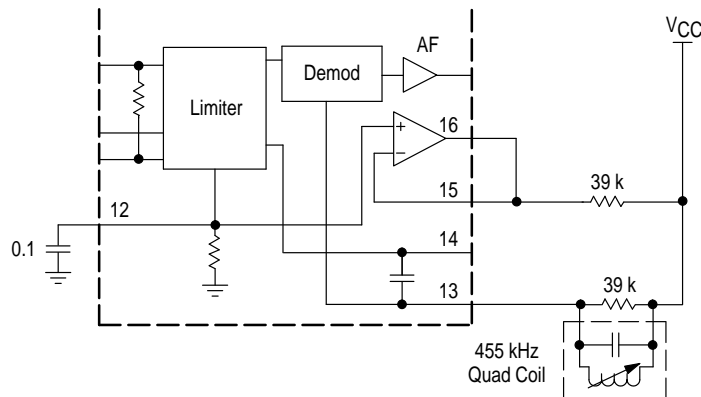 VCC
AF
Demod
Limiter
+
−
16
15
39 k
12
0.1
14
13
39 k
455 kHz
Quad Coil